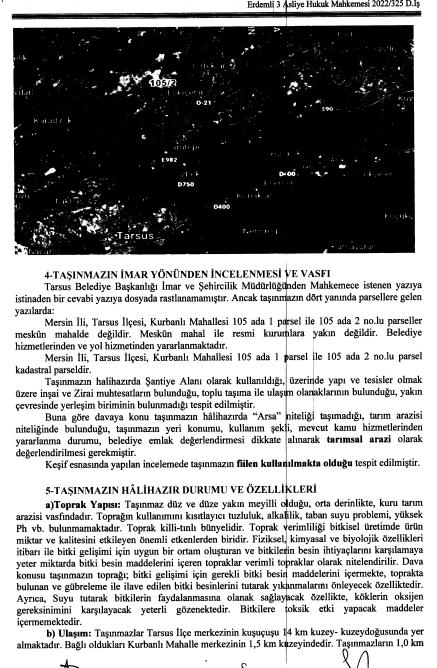 Erdemli 3 Asliye Hukuk Mahkemesi 2022/325 D.İş
105/2
O-21
E90
E982
D750
D400
D400
Tarsus
4-TAŞINMAZIN İMAR YÖNÜNDEN İNCELENMESİ VE VASFI
Tarsus Belediye Başkanlığı İmar ve Şehircilik Müdürlüğünden Mahkemece istenen yazıya
istinaden bir cevabi yazıya dosyada rastlanamamıştır. Ancak taşınmazın dört yanında parsellere gelen
yazılarda:
Mersin İli, Tarsus İlçesi, Kurbanlı Mahallesi 105 ada 1 parsel ile 105 ada 2 no.lu parseller
meskûn mahalde değildir. Meskûn mahal ile resmi kurumlara yakın değildir. Belediye
hizmetlerinden ve yol hizmetinden yararlanmaktadır.
Mersin İli, Tarsus İlçesi, Kurbanlı Mahallesi 105 ada 1 parsel ile 105 ada 2 no.lu parsel
kadastral parseldir.
Taşınmazın halihazırda Şantiye Alanı olarak kullanıldığı, üzerinde yapı ve tesisler olmak
üzere inşai ve Zirai muhtesatların bulunduğu, toplu taşıma ile ulaşım olanaklarının bulunduğu, yakın
çevresinde yerleşim biriminin bulunmadığı tespit edilmiştir.
Buna göre davaya konu taşınmazın hâlihazırda "Arsa" niteliği taşımadığı, tarım arazisi
niteliğinde bulunduğu, taşınmazın yeri konumu, kullanım şekli, mevcut kamu hizmetlerinden
yararlanma durumu, belediye emlak değerlendirmesi dikkate alınarak tarımsal arazi olarak
değerlendirilmesi gerekmiştir.
Keşif esnasında yapılan incelemede taşınmazın fiilen kullanılmakta olduğu tespit edilmiştir.
5-TAŞINMAZIN HÂLİHAZIR DURUMU VE ÖZELLİKLERİ
a)Toprak Yapısı: Taşınmaz düz ve düze yakın meyilli olduğu, orta derinlikte, kuru tarım
arazisi vasfındadır. Toprağın kullanımını kısıtlayıcı tuzluluk, alkalilik, taban suyu problemi, yüksek
Ph vb. bulunmamaktadır. Toprak killi-tınlı bünyelidir. Toprak verimliliği bitkisel üretimde ürün
miktar ve kalitesini etkileyen önemli etkenlerden biridir. Fiziksel, kimyasal ve biyolojik özellikleri
itibarı ile bitki gelişimi için uygun bir ortam oluşturan ve bitkilerin besin ihtiyaçlarını karşılamaya
yeter miktarda bitki besin maddelerini içeren topraklar verimli topraklar olarak nitelendirilir. Dava
konusu taşınmazın toprağı; bitki gelişimi için gerekli bitki besin maddelerini içermekte, toprakta
bulunan ve gübreleme ile ilave edilen bitki besinlerini tutarak yıkanmalarını önleyecek özelliktedir.
Ayrıca, Suyu tutarak bitkilerin faydalanmasına olanak sağlayacak özellikte, köklerin oksijen
gereksinimini karşılayacak yeterli gözenektedir. Bitkilere toksik etki yapacak maddeler
içermemektedir.
b) Ulaşım: Taşınmazlar Tarsus İlçe merkezinin kuşuçuşu 14 km kuzey- kuzeydoğusunda yer
almaktadır. Bağlı oldukları Kurbanlı Mahalle merkezinin 1,5 km kuzeyindedir. Taşınmazların 1,0 km